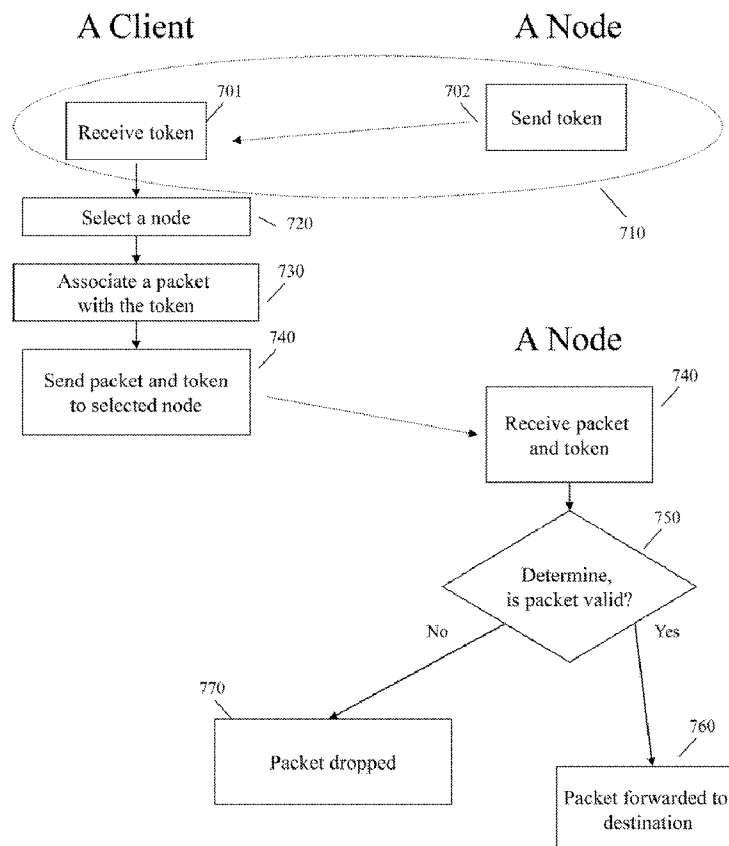 A Client
A Node
701
702
Receive token
Send token
Select a node
720
710
Associate a packet
with the token
730
740
Send packet and token
to selected node
A Node
740
Receive packet
and token
750
Determine,
is packet valid?
No
Yes
770
760
Packet dropped
Packet forwarded to
destination